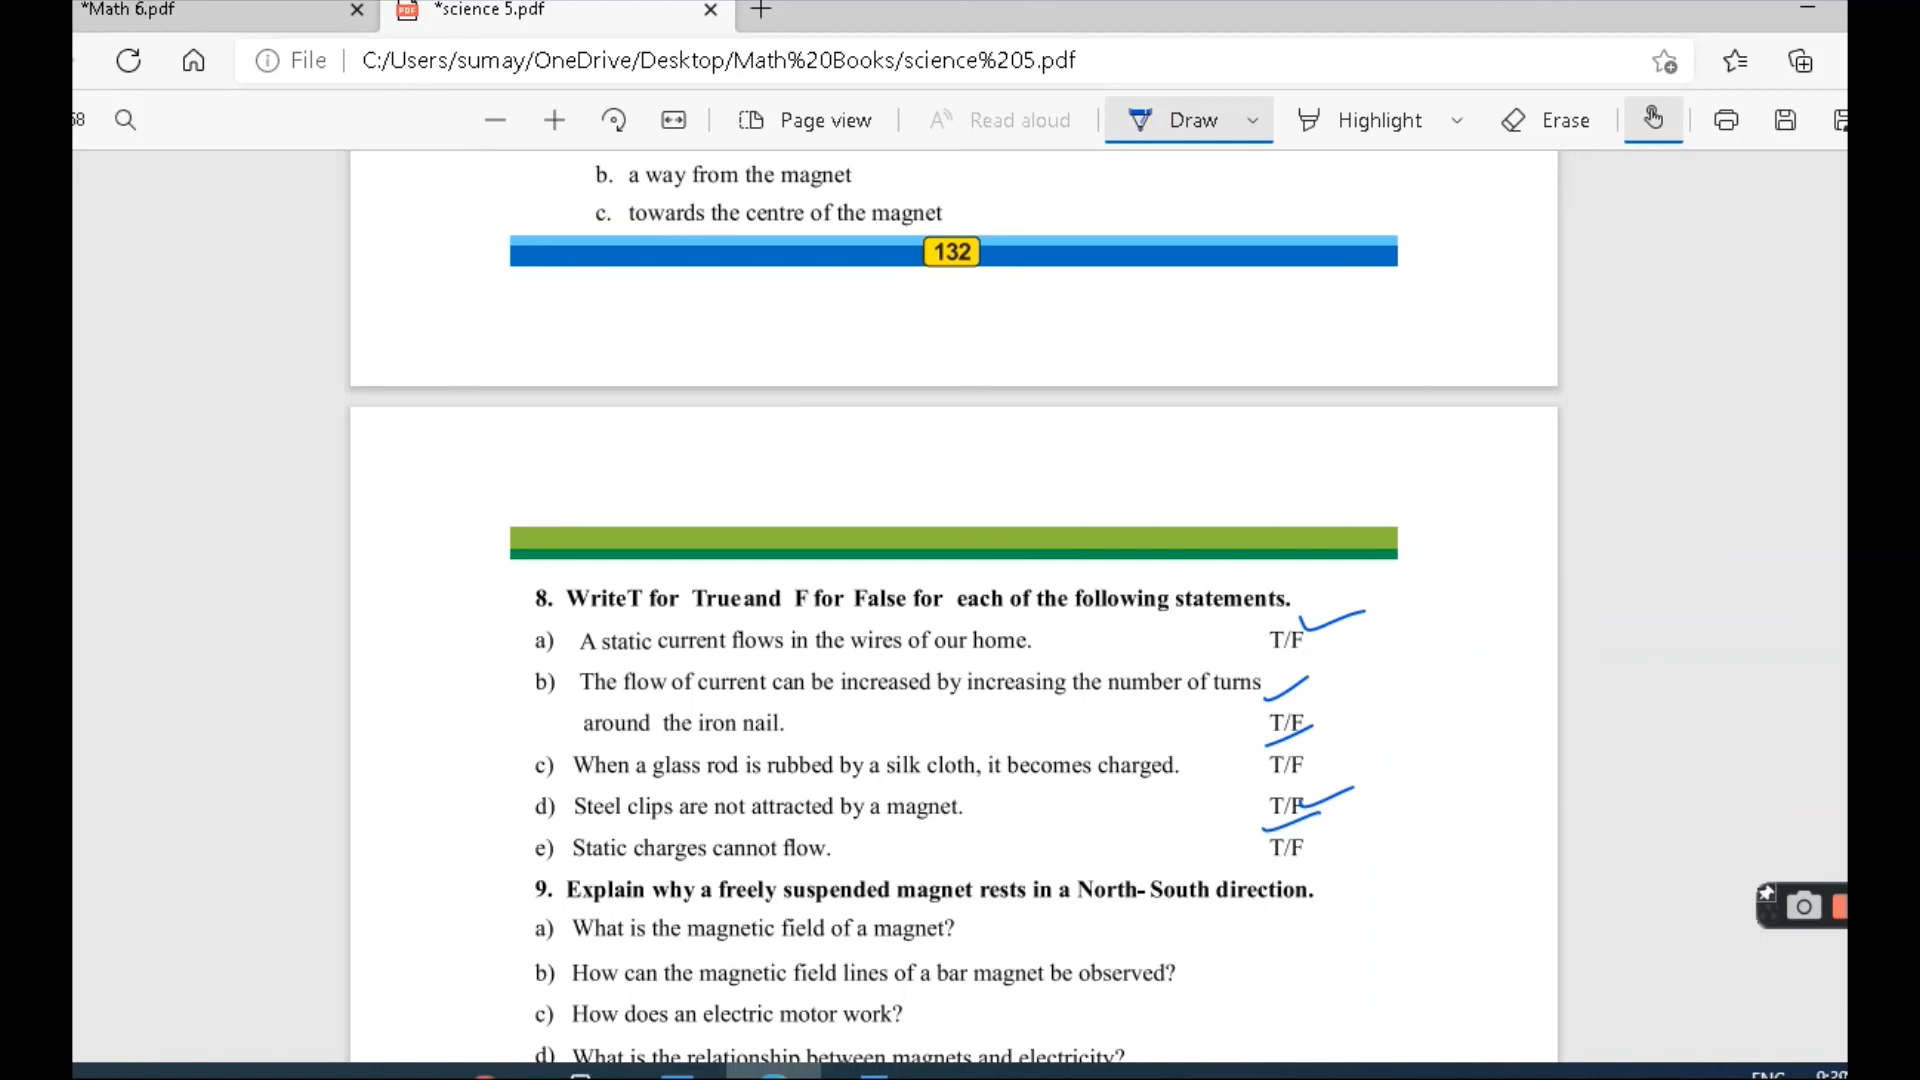 *Math 6.pdf
*science 5.pdf
File
C:/Users/sumay/OneDrive/Desktop/Math%20Books/science%205.pdf
Page view
Read aloud
Draw
Highlight
Erase
b. a way from the magnet
c. towards the centre of the magnet
132
8. WriteT for Trueand F for False for each of the following statements.
a) A static current flows in the wires of our home. T/F
b) The flow of current can be increased by increasing the number of turns
around the iron nail. T/F
c) When a glass rod is rubbed by a silk cloth, it becomes charged. T/F
d) Steel clips are not attracted by a magnet. T/F
e) Static charges cannot flow. T/F
9. Explain why a freely suspended magnet rests in a North- South direction.
a) What is the magnetic field of a magnet?
b) How can the magnetic field lines of a bar magnet be observed?
c) How does an electric motor work?
d) What is the relationship between magnets and electricity?
ENG